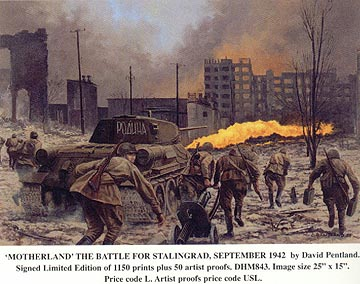 РОДИНА
‘MOTHERLAND’ THE BATTLE FOR STALINGRAD, SEPTEMBER 1942 by David Pentland.
Signed Limited Edition of 1150 prints plus 50 artist proofs. DHM843. Image size 25" x 15".
Price code L. Artist proofs price code USL.